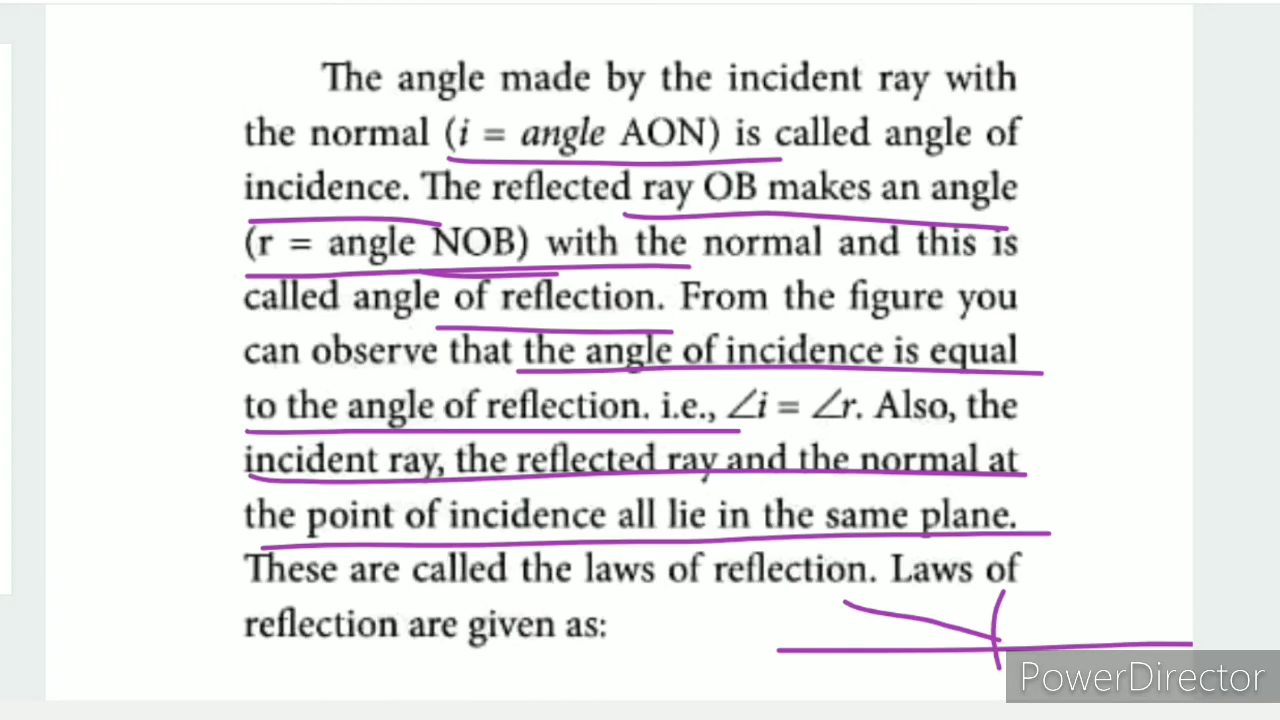 The angle made by the incident ray with
the normal (i = angle AON) is called angle of
incidence. The reflected ray OB makes an angle
(r = angle NOB) with the normal and this is
called angle of reflection. From the figure you
can observe that the angle of incidence is equal
to the angle of reflection. i.e., ∠i = ∠r. Also, the
incident ray, the reflected ray and the normal at
the point of incidence all lie in the same plane.
These are called the laws of reflection. Laws of
reflection are given as:
PowerDirector